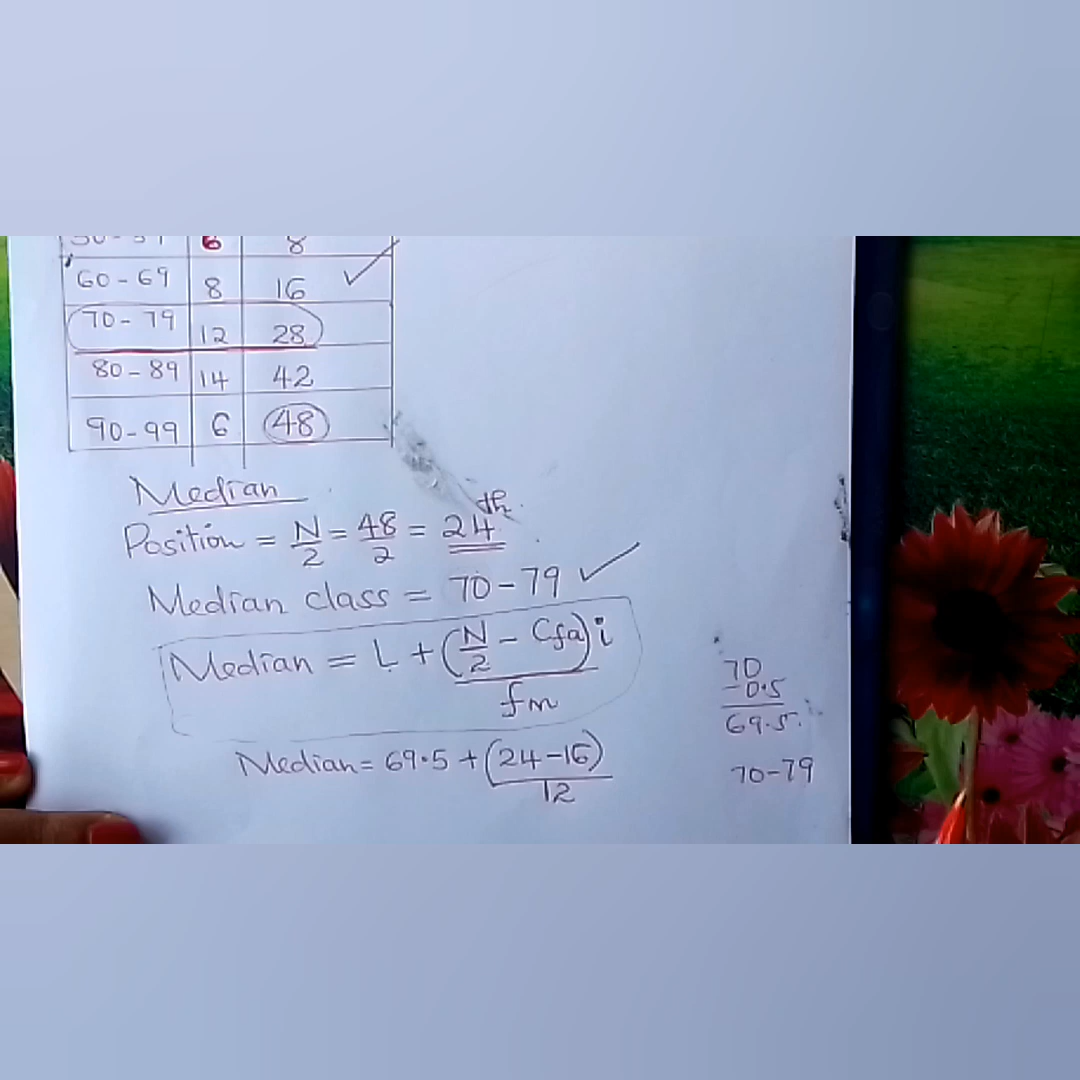 6 8
60-69 8 16 ✓
70-79 12 28
80-89 14 42
90-99 6 48
Median
Position = N/2 = 48/2 = 24th
Median class = 70-79 ✓
Median = L + (N/2 - Cfa)i / fm
70
-0.5
69.5
Median = 69.5 + (24-16) / 12
70-79